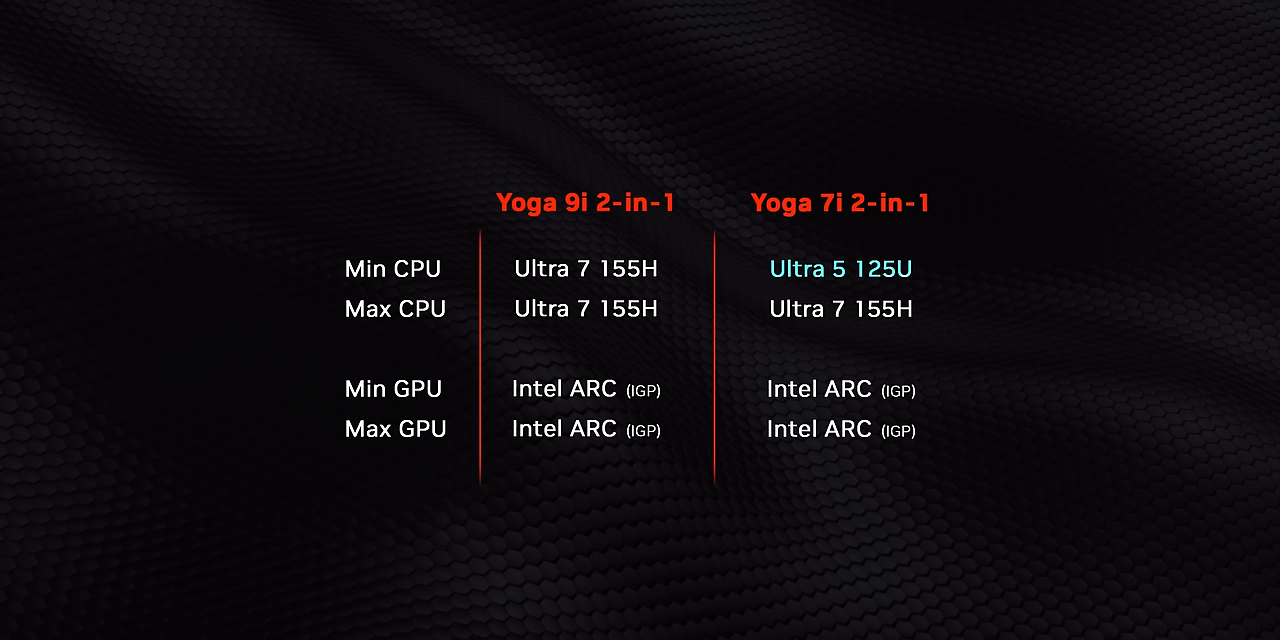 Yoga 9i 2-in-1 Yoga 7i 2-in-1
Min CPU Ultra 7 155H Ultra 5 125U
Max CPU Ultra 7 155H Ultra 7 155H
Min GPU Intel ARC (IGP) Intel ARC (IGP)
Max GPU Intel ARC (IGP) Intel ARC (IGP)